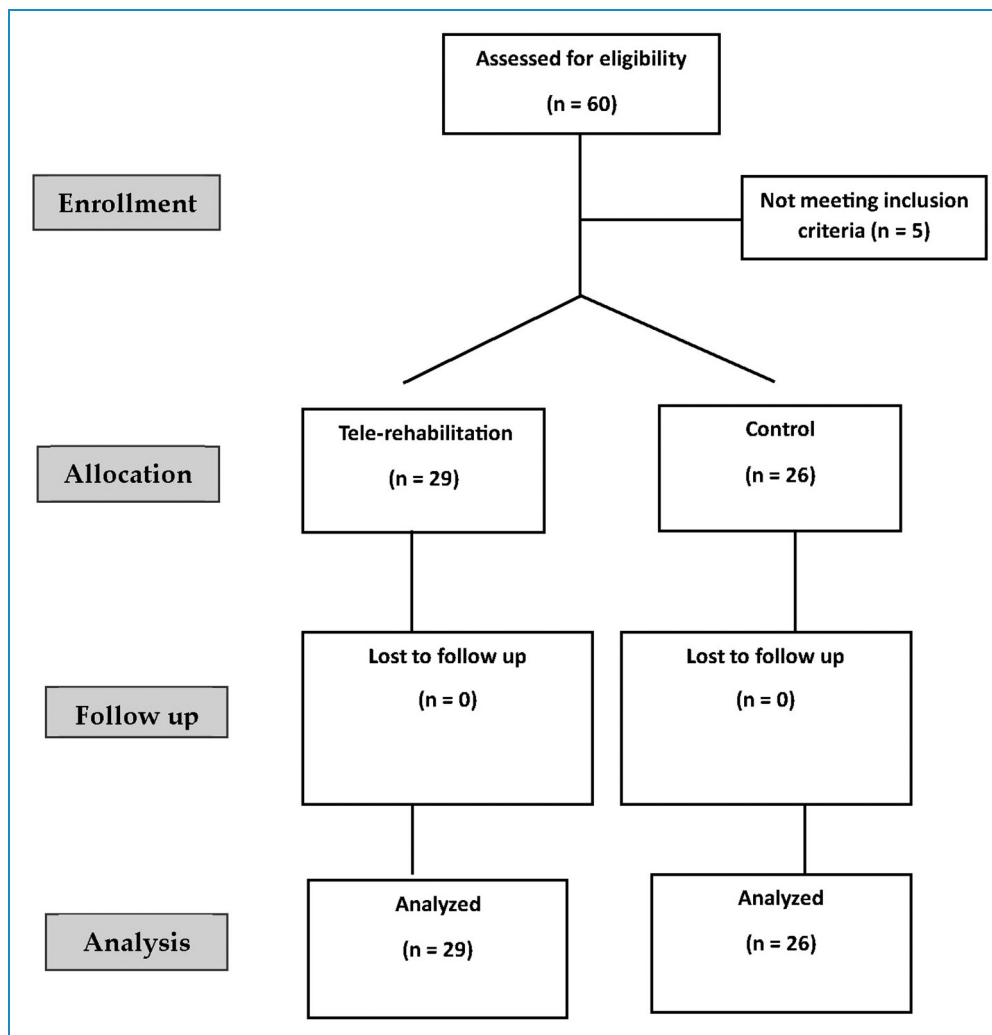 Assessed for eligibility
(n = 60)
Enrollment
Not meeting inclusion
criteria (n = 5)
Allocation
Tele-rehabilitation
(n = 29)
Control
(n = 26)
Follow up
Lost to follow up
(n = 0)
Lost to follow up
(n = 0)
Analysis
Analyzed
(n = 29)
Analyzed
(n = 26)